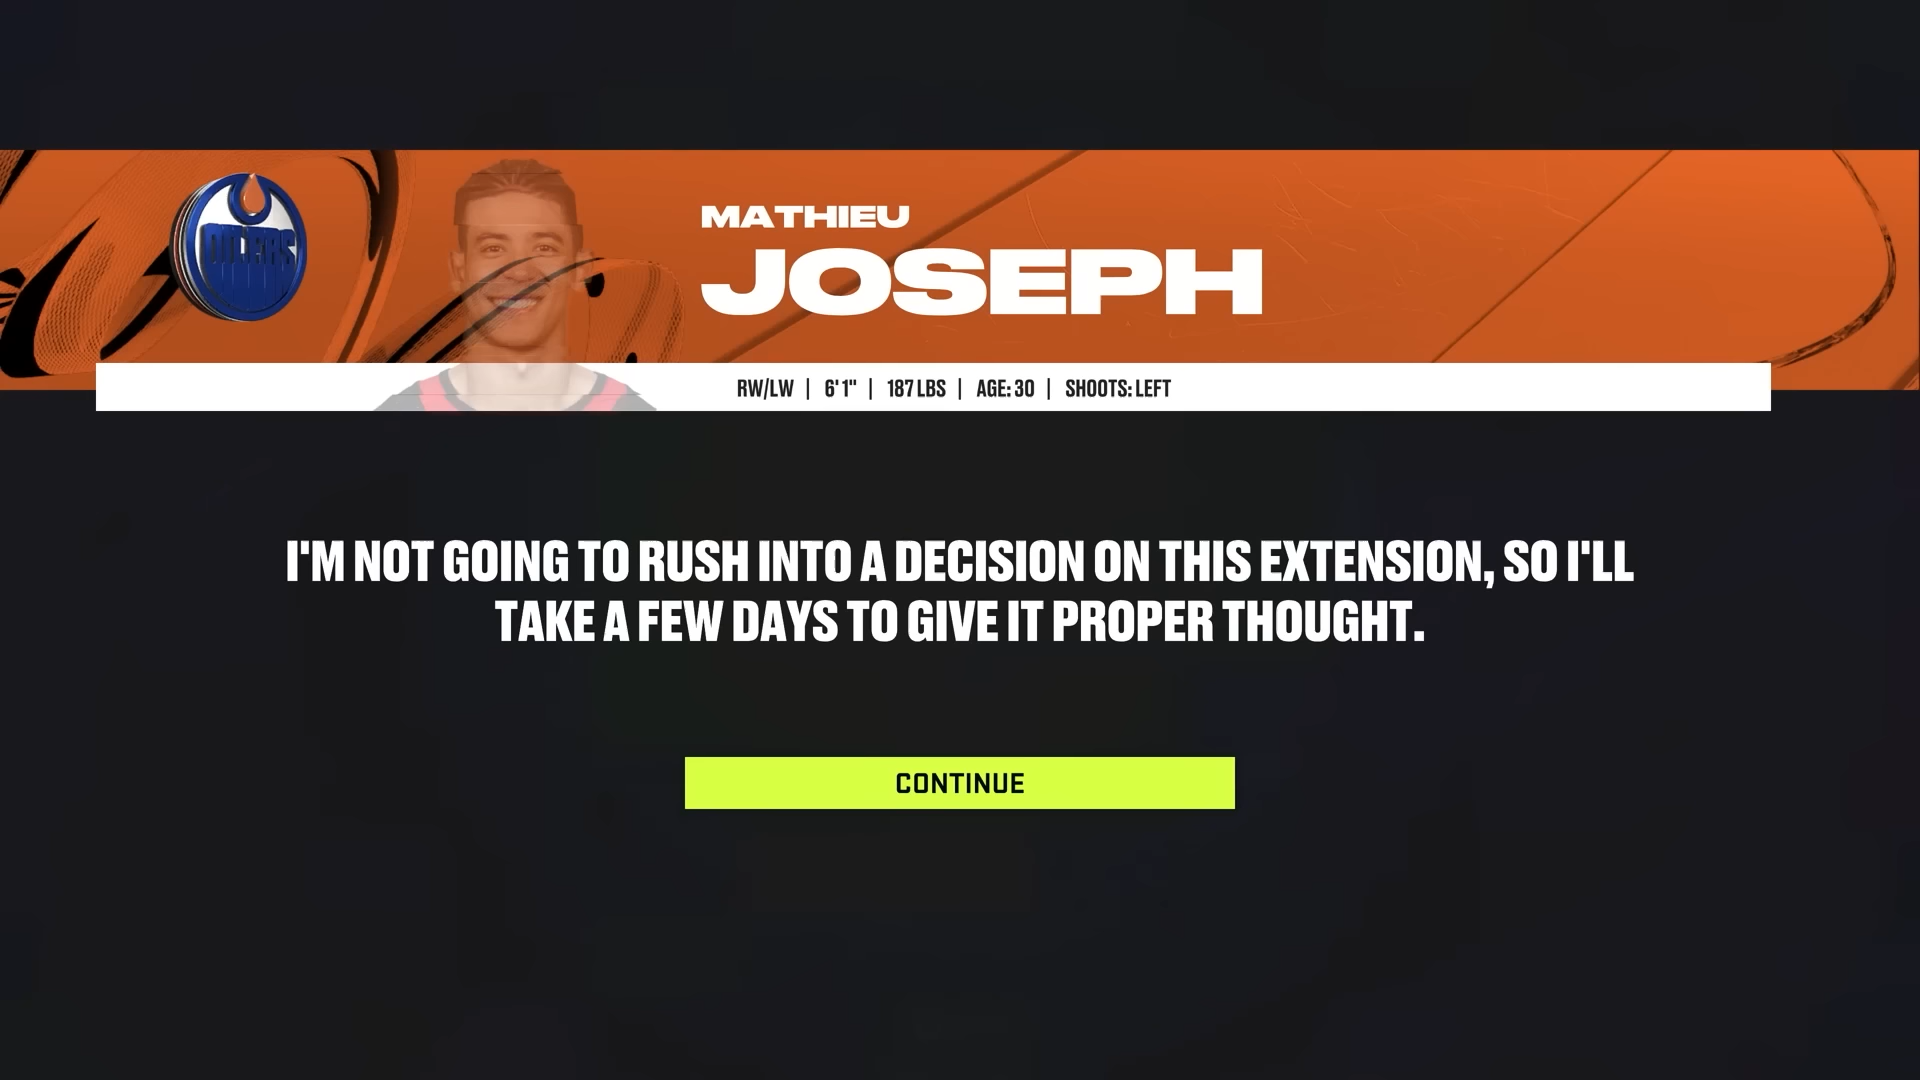 OILERS
MATHIEU
JOSEPH
RW/LW | 6'1" | 187 LBS | AGE: 30 | SHOOTS: LEFT
I'M NOT GOING TO RUSH INTO A DECISION ON THIS EXTENSION, SO I'LL
TAKE A FEW DAYS TO GIVE IT PROPER THOUGHT.
CONTINUE